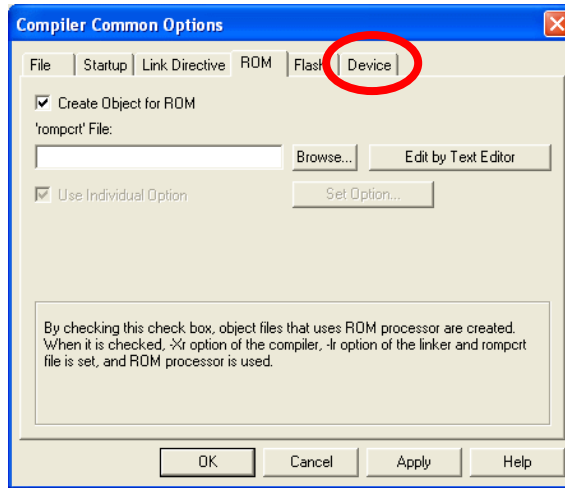 Compiler Common Options
File Startup Link Directive ROM Flash Device
Create Object for ROM
'rompcrt' File:
Browse... Edit by Text Editor
Use Individual Option Set Option...
By checking this check box, object files that uses ROM processor are created.
When it is checked, -Xr option of the compiler, -lr option of the linker and rompcrt
file is set, and ROM processor is used.
OK Cancel Apply Help